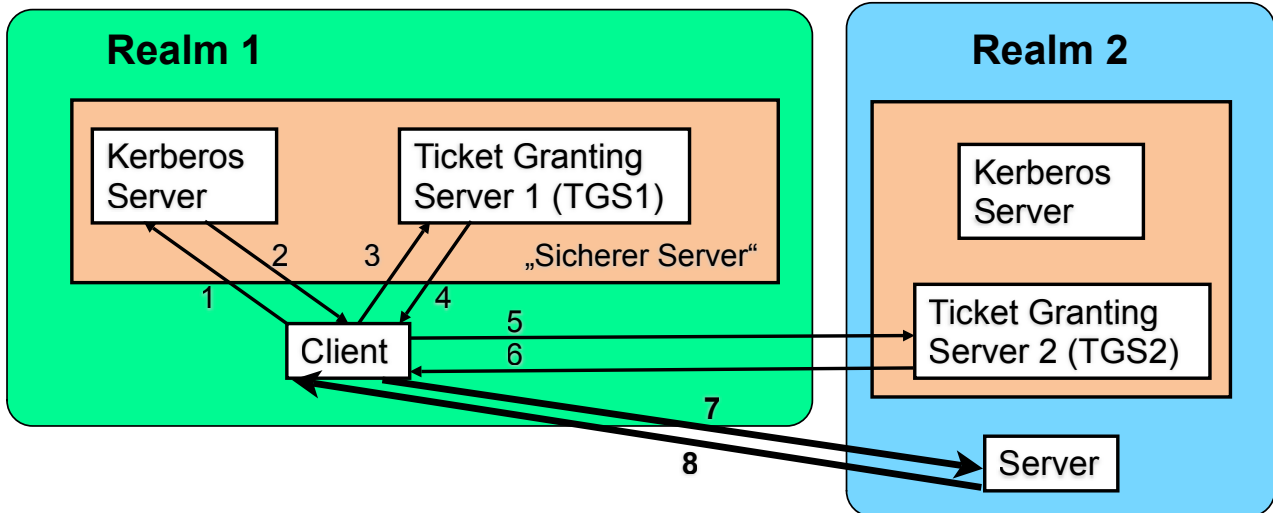 Realm 1
Kerberos
Server
Ticket Granting
Server 1 (TGS1)
„Sicherer Server“
1
2
3
4
Client
5
6
7
8
Realm 2
Kerberos
Server
Ticket Granting
Server 2 (TGS2)
Server